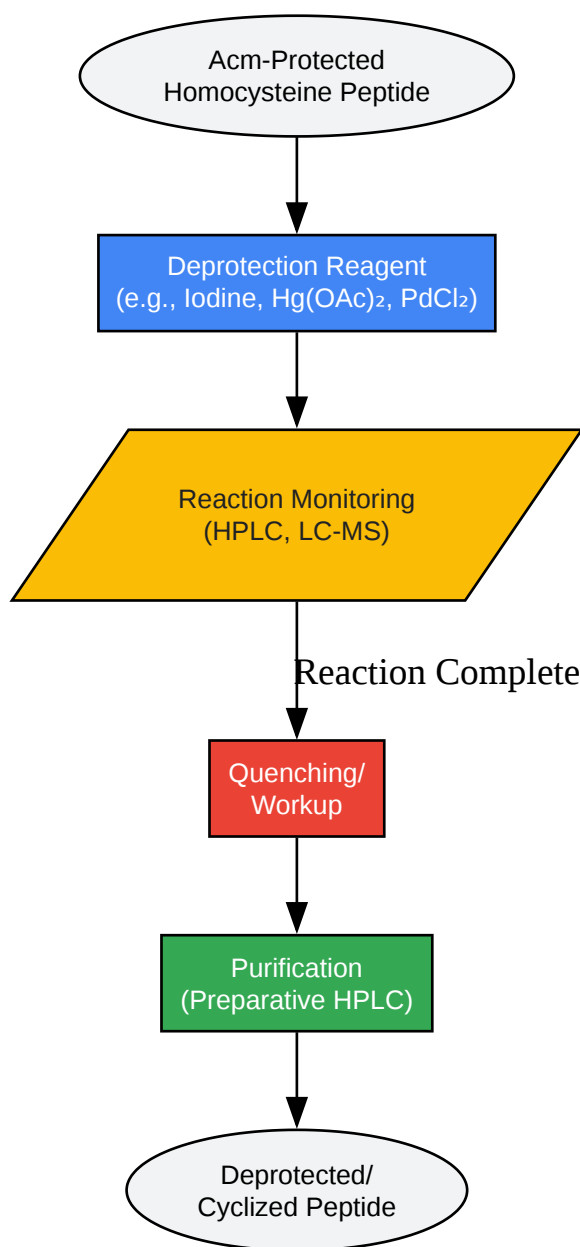 Acm-Protected
Homocysteine Peptide
Deprotection Reagent
(e.g., Iodine, Hg(OAc)₂, PdCl₂)
Reaction Monitoring
(HPLC, LC-MS)
Reaction Complete
Quenching/
Workup
Purification
(Preparative HPLC)
Deprotected/
Cyclized Peptide